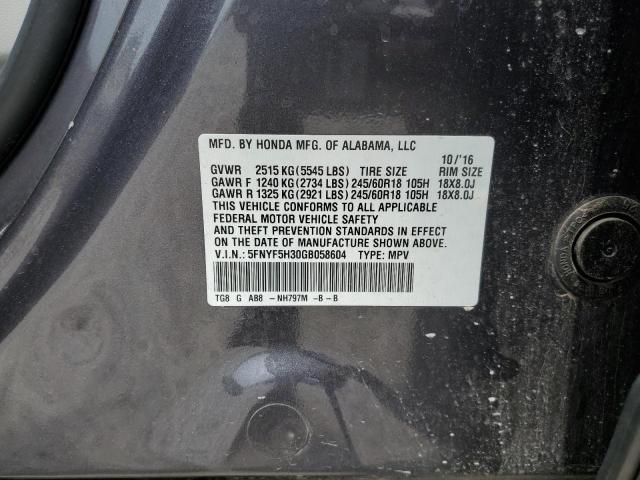 MFD. BY HONDA MFG. OF ALABAMA, LLC
10/'16
GVWR 2515 KG (5545 LBS) TIRE SIZE RIM SIZE
GAWR F 1240 KG (2734 LBS) 245/60R18 105H 18X8.0J
GAWR R 1325 KG (2921 LBS) 245/60R18 105H 18X8.0J
THIS VEHICLE CONFORMS TO ALL APPLICABLE
FEDERAL MOTOR VEHICLE SAFETY
AND THEFT PREVENTION STANDARDS IN EFFECT
ON THE DATE OF MANUFACTURE SHOWN ABOVE.
V.I.N.: 5FNYF5H30GB058604 TYPE: MPV
TG8 G AB8 - NH797M -B-B